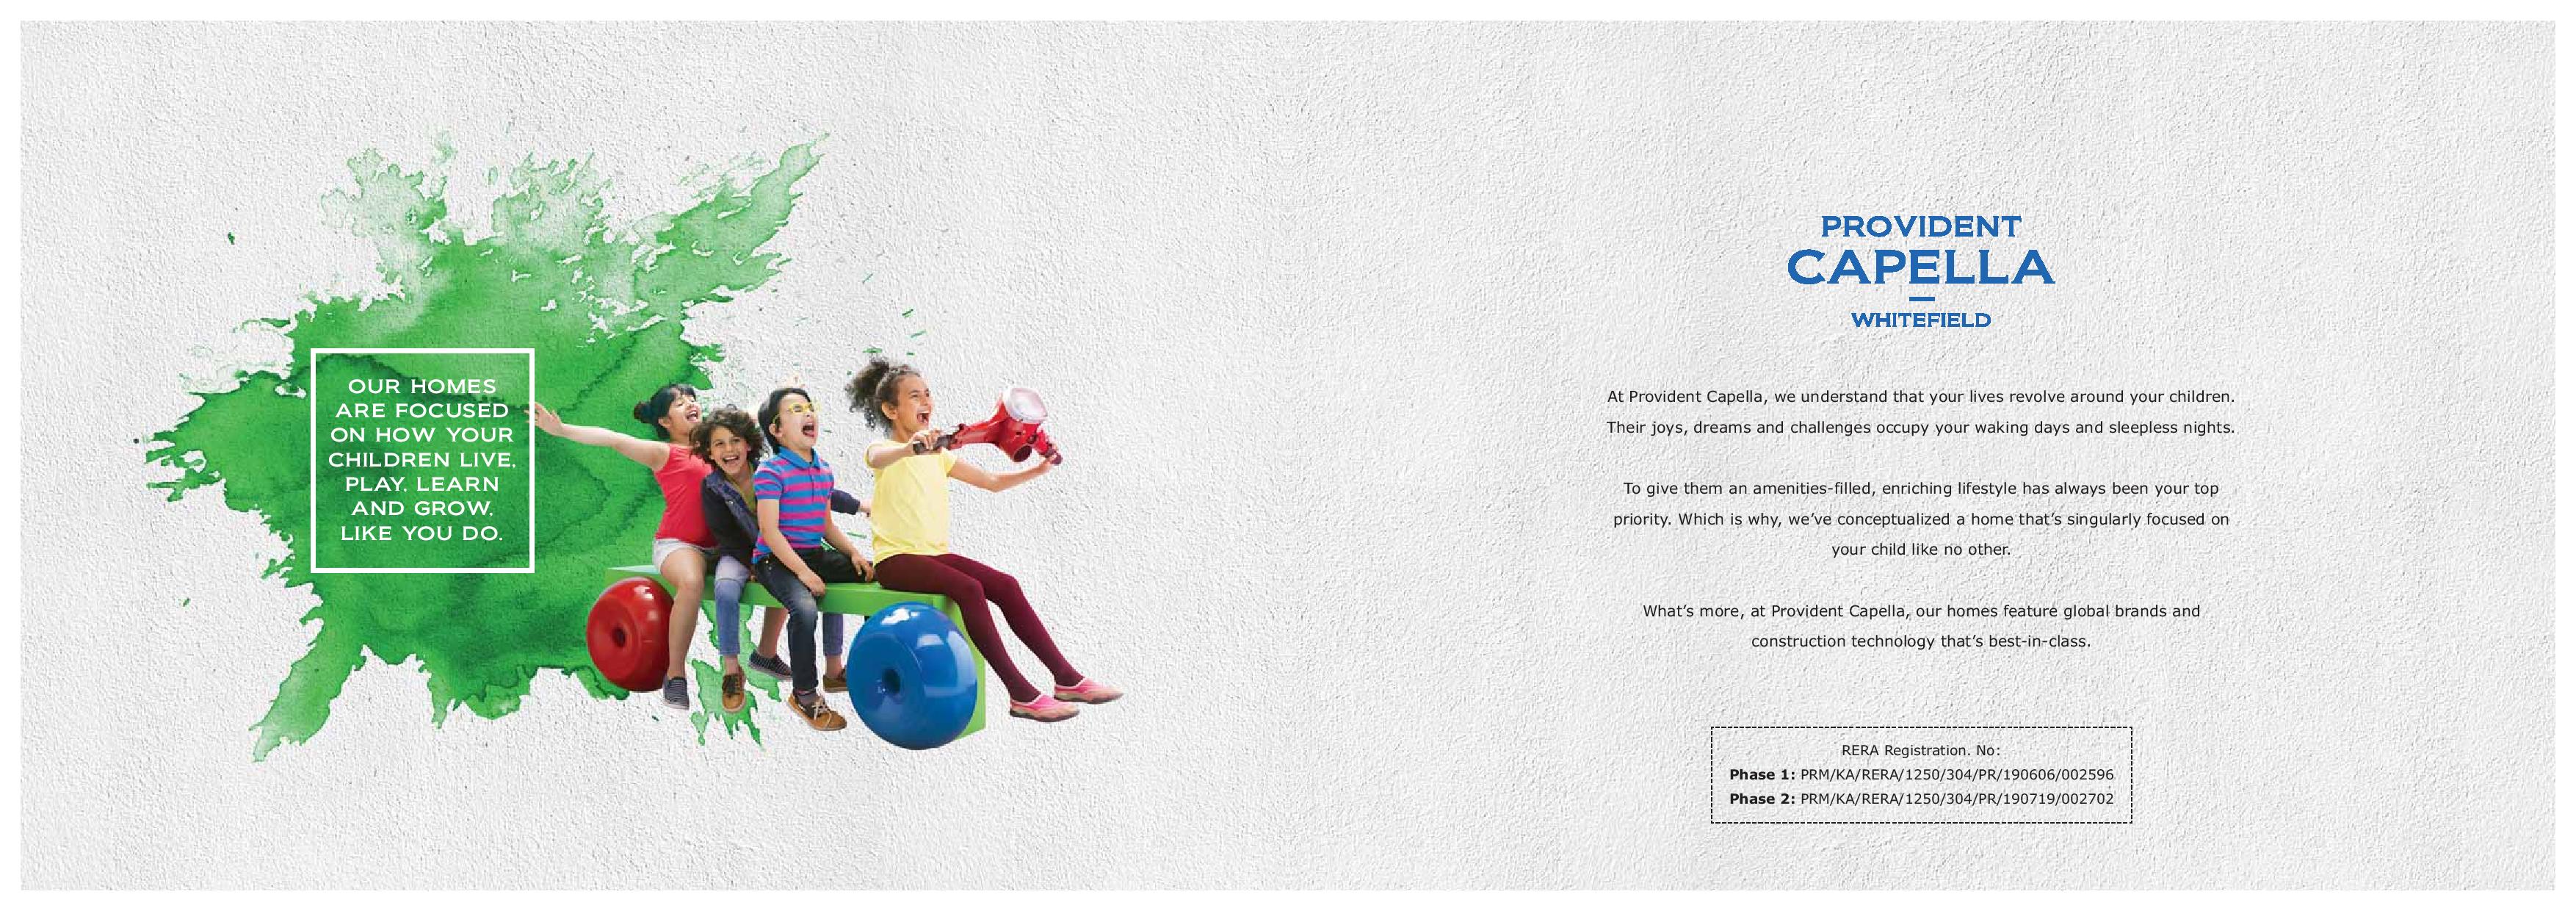 OUR HOMES
ARE FOCUSED
ON HOW YOUR
CHILDREN LIVE,
PLAY, LEARN
AND GROW,
LIKE YOU DO.
PROVIDENT
CAPELLA
WHITEFIELD
At Provident Capella, we understand that your lives revolve around your children.
Their joys, dreams and challenges occupy your waking days and sleepless nights.
To give them an amenities-filled, enriching lifestyle has always been your top
priority. Which is why, we’ve conceptualized a home that’s singularly focused on
your child like no other.
What’s more, at Provident Capella, our homes feature global brands and
construction technology that’s best-in-class.
RERA Registration. No:
Phase 1: PRM/KA/RERA/1250/304/PR/190606/002596
Phase 2: PRM/KA/RERA/1250/304/PR/190719/002702